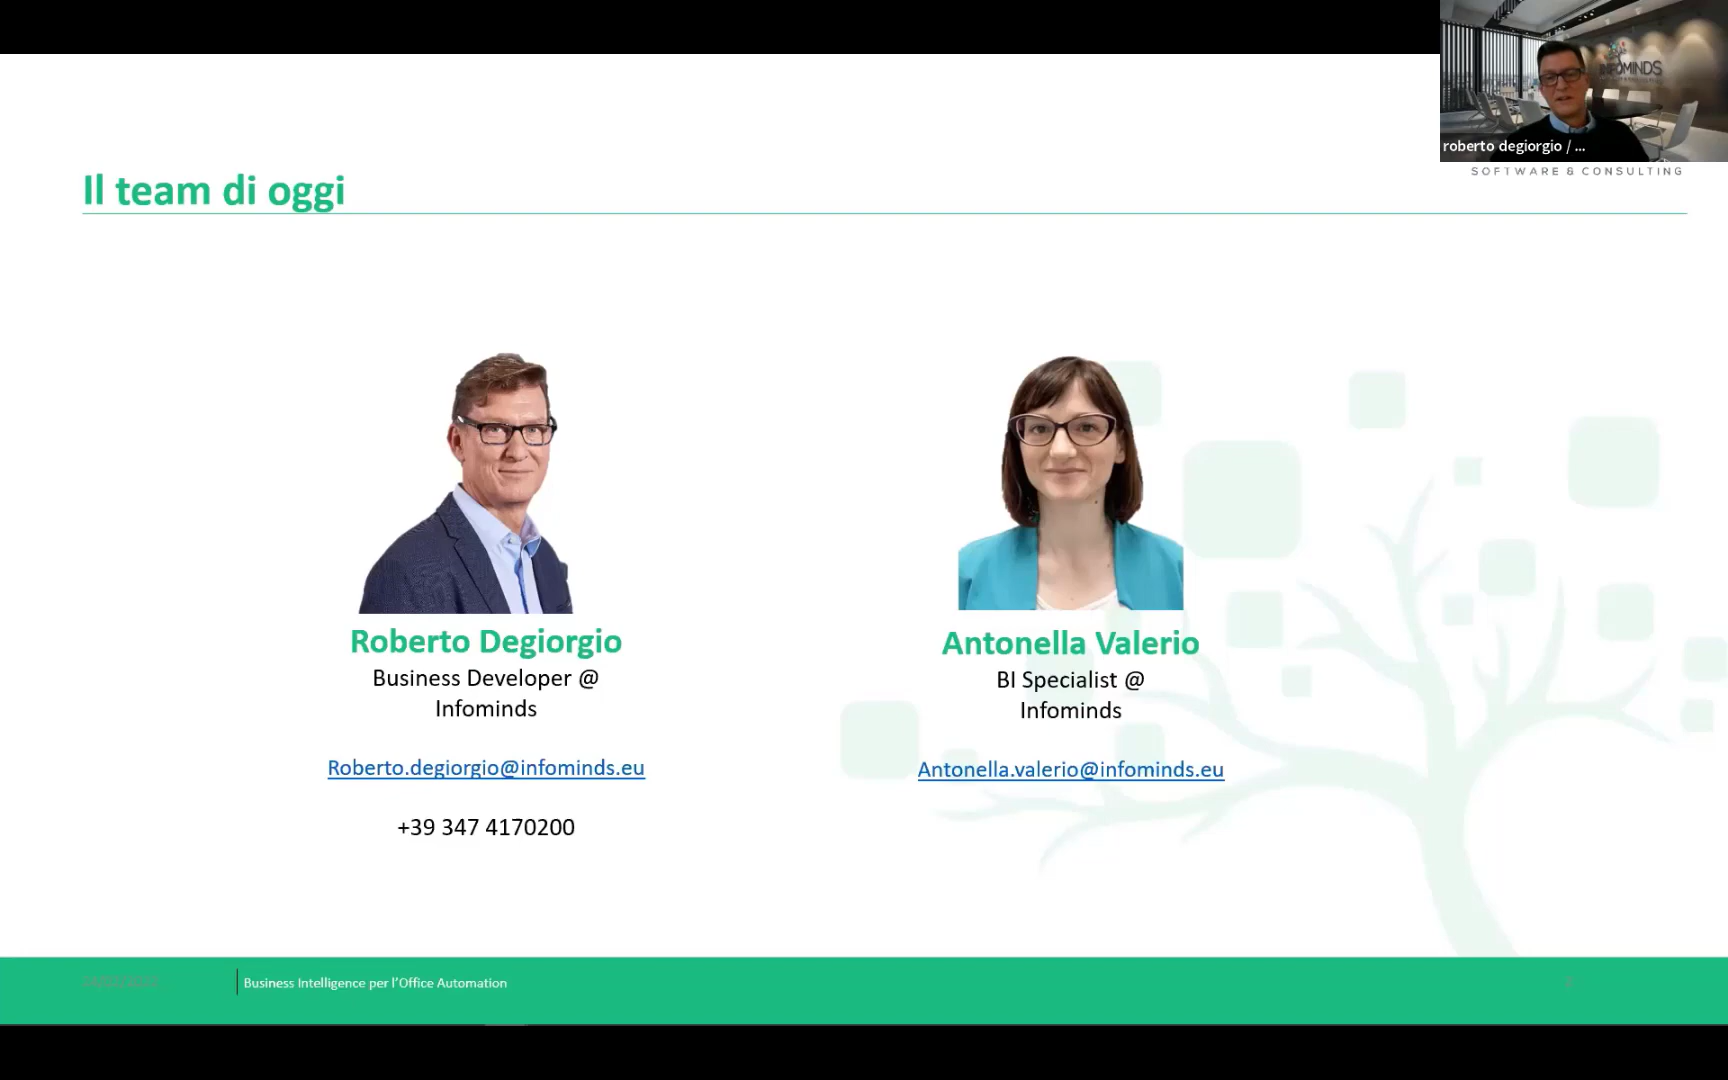 INFOMINDS
roberto degiorgio / ...
SOFTWARE & CONSULTING
Il team di oggi
Roberto Degiorgio
Business Developer @
Infominds
Roberto.degiorgio@infominds.eu
+39 347 4170200
Antonella Valerio
BI Specialist @
Infominds
Antonella.valerio@infominds.eu
Business Intelligence per l'Office Automation